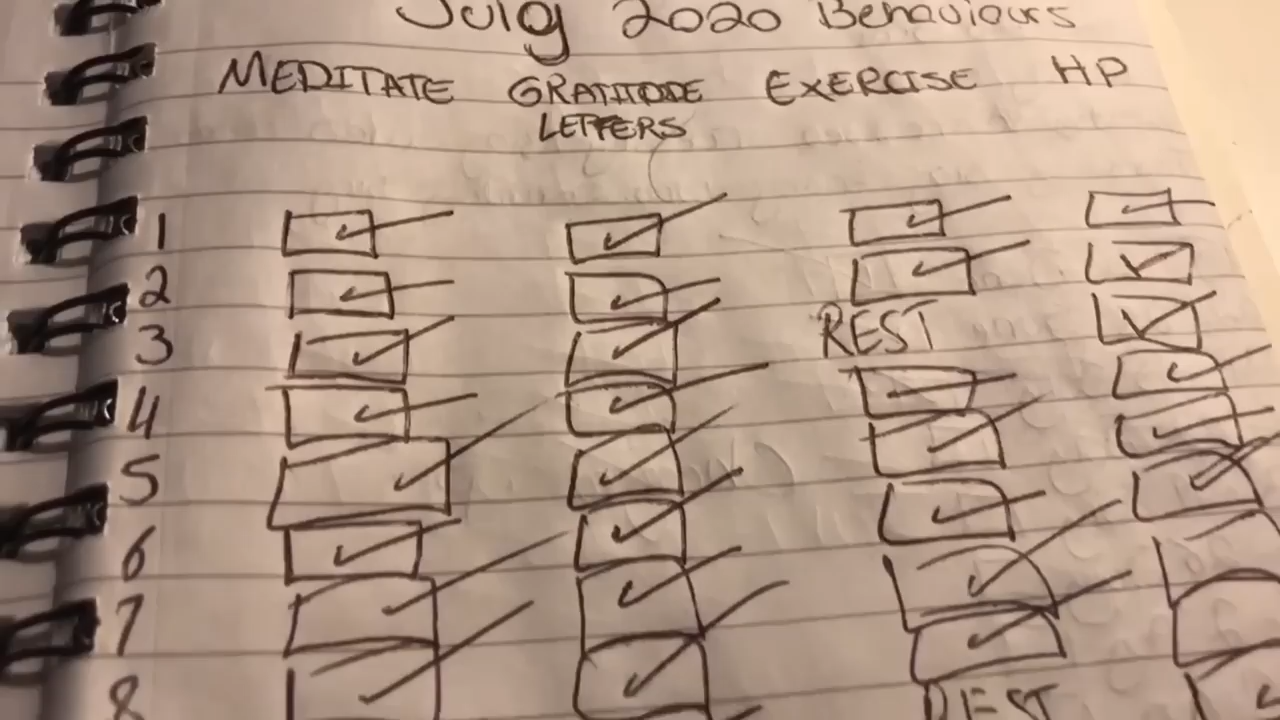 July 2020 Behaviours
MEDITATE GRATITUDE EXERCISE HP
LETTERS
1
2
3 REST
4
5
6
7
8
REST